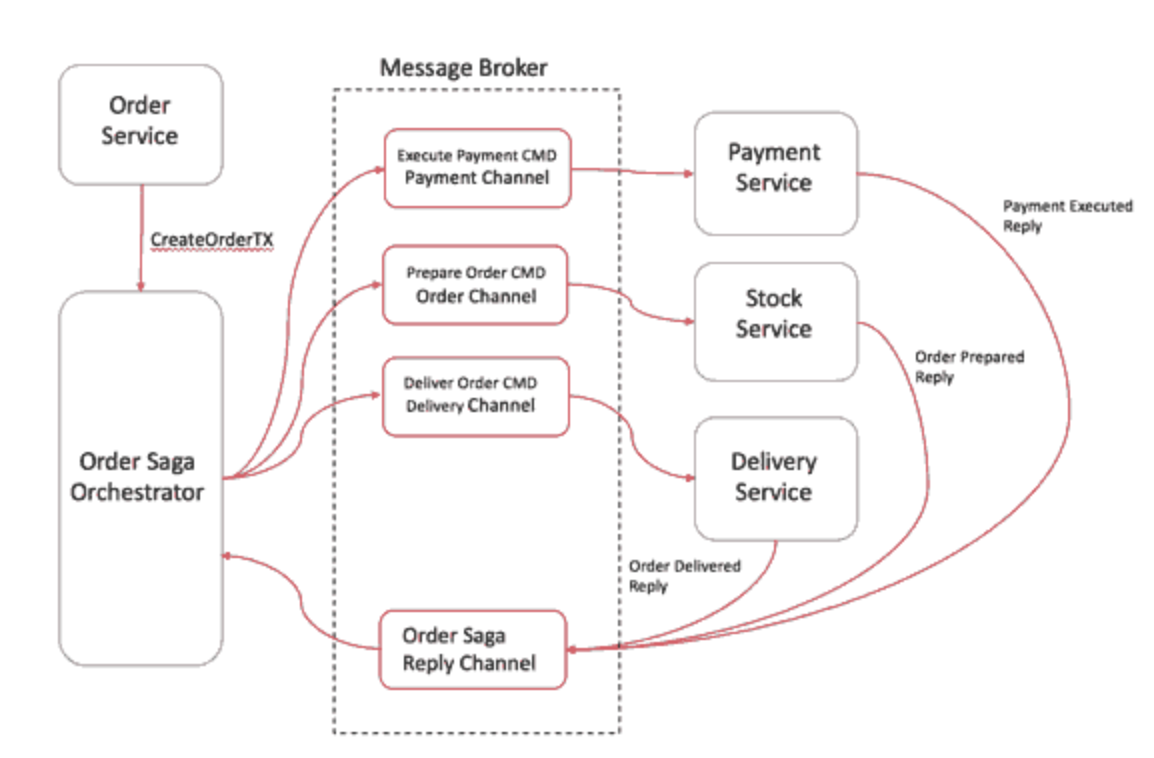 Message Broker
Order
Service
CreateOrderTX
Order Saga
Orchestrator
Execute Payment CMD
Payment Channel
Prepare Order CMD
Order Channel
Deliver Order CMD
Delivery Channel
Order Saga
Reply Channel
Payment
Service
Stock
Service
Delivery
Service
Payment Executed
Reply
Order Prepared
Reply
Order Delivered
Reply